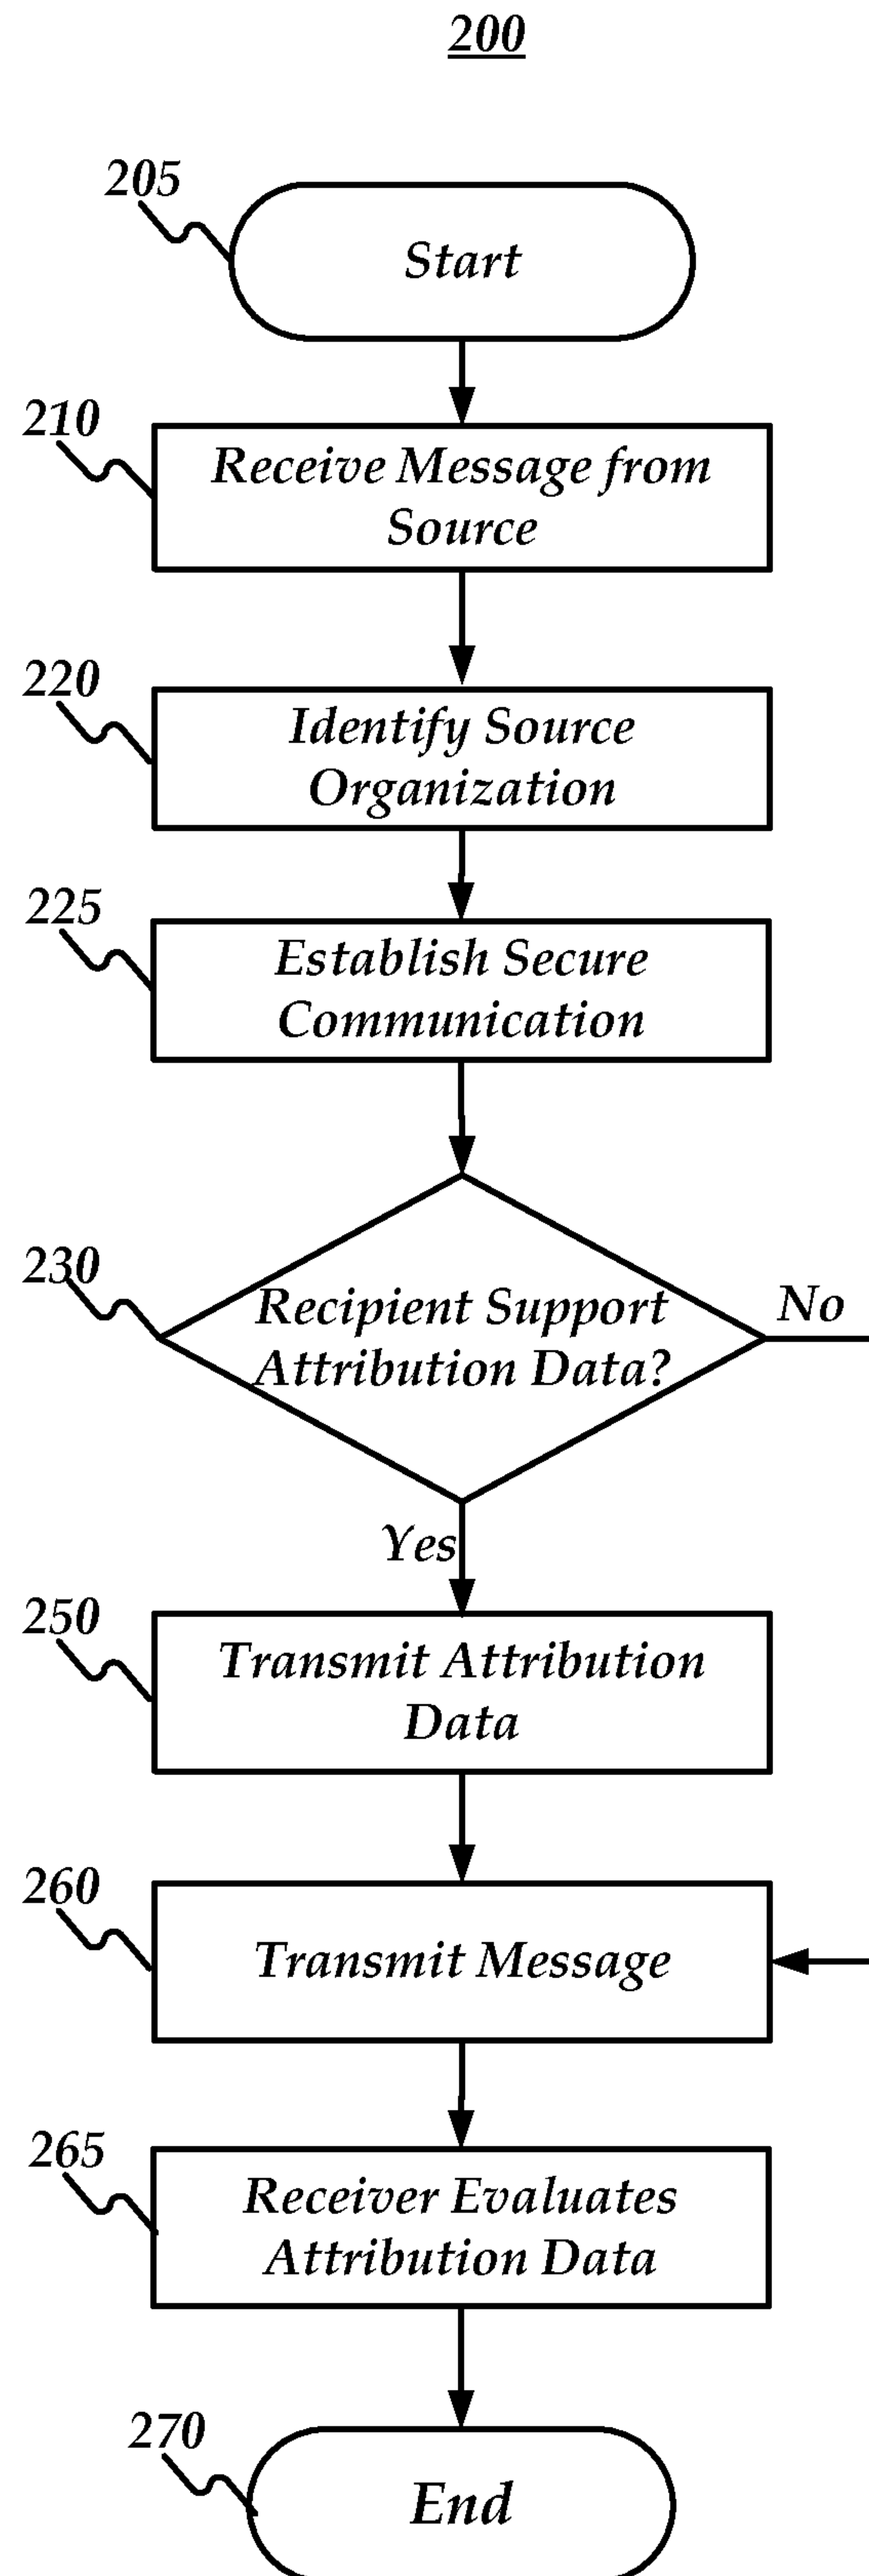 200
205
Start
210
Receive Message from
Source
220
Identify Source
Organization
225
Establish Secure
Communication
230
Recipient Support
Attribution Data?
No
Yes
250
Transmit Attribution
Data
260
Transmit Message
265
Receiver Evaluates
Attribution Data
270
End